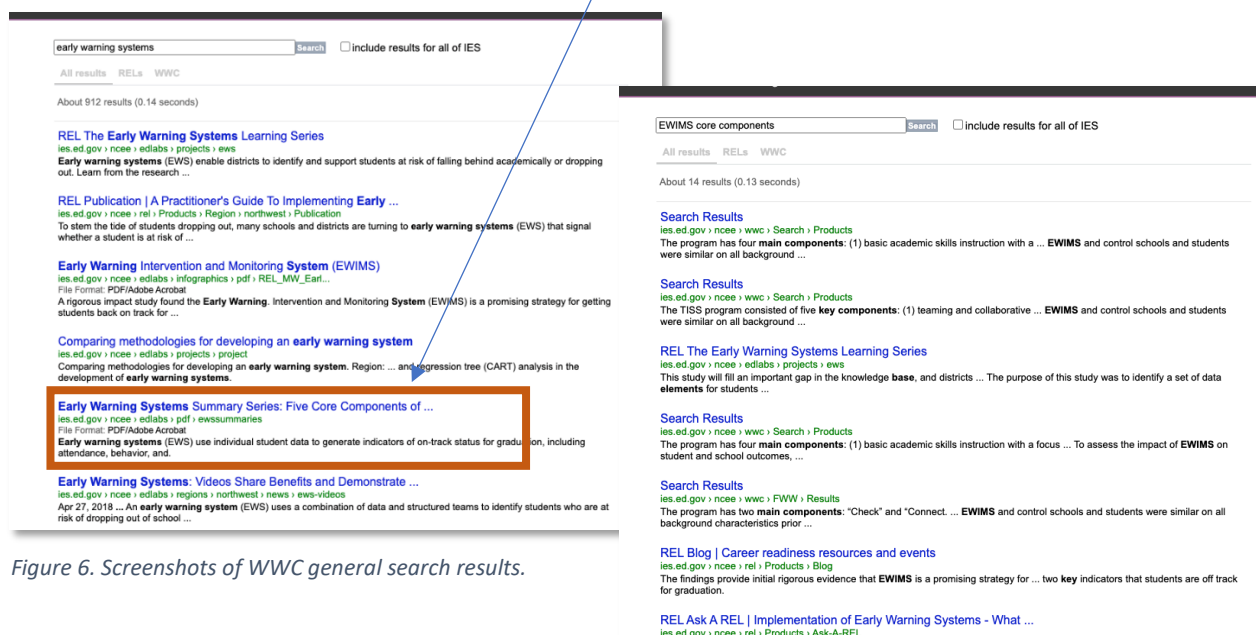 early warning systems
Search
include results for all of IES
All results RELs WWC
About 912 results (0.14 seconds)
REL The Early Warning Systems Learning Series
ies.ed.gov › ncee › edlabs › projects › ews
Early warning systems (EWS) enable districts to identify and support students at risk of falling behind academically or dropping
out. Learn from the research ...
REL Publication | A Practitioner's Guide To Implementing Early ...
ies.ed.gov › ncee › rel › Products › Region › northwest › Publication
To stem the tide of students dropping out, many schools and districts are turning to early warning systems (EWS) that signal
whether a student is at risk of ...
Early Warning Intervention and Monitoring System (EWIMS)
ies.ed.gov › ncee › edlabs › infographics › pdf › REL_MW_Earl...
File Format: PDF/Adobe Acrobat
A rigorous impact study found the Early Warning. Intervention and Monitoring System (EWIMS) is a promising strategy for getting
students back on track for ...
Comparing methodologies for developing an early warning system
ies.ed.gov › ncee › edlabs › projects › project
Comparing methodologies for developing an early warning system. Region: ... and regression tree (CART) analysis in the
development of early warning systems.
Early Warning Systems Summary Series: Five Core Components of ...
ies.ed.gov › ncee › edlabs › pdf › ewssummaries
File Format: PDF/Adobe Acrobat
Early warning systems (EWS) use individual student data to generate indicators of on-track status for graduation, including
attendance, behavior, and.
Early Warning Systems: Videos Share Benefits and Demonstrate ...
ies.ed.gov › ncee › edlabs › regions › northwest › news › ews-videos
Apr 27, 2018 ... An early warning system (EWS) uses a combination of data and structured teams to identify students who are at
risk of dropping out of school ...
Figure 6. Screenshots of WWC general search results.
EWIMS core components
Search
include results for all of IES
All results RELs WWC
About 14 results (0.13 seconds)
Search Results
ies.ed.gov › ncee › wwc › Search › Products
The program has four main components: (1) basic academic skills instruction with a ... EWIMS and control schools and students
were similar on all background ...
Search Results
ies.ed.gov › ncee › wwc › Search › Products
The TISS program consisted of five key components: (1) teaming and collaborative ... EWIMS and control schools and students
were similar on all background ...
REL The Early Warning Systems Learning Series
ies.ed.gov › ncee › edlabs › projects › ews
This study will fill an important gap in the knowledge base, and districts ... The purpose of this study was to identify a set of data
elements for students ...
Search Results
ies.ed.gov › ncee › wwc › Search › Products
The program has four main components: (1) basic academic skills instruction with a focus ... To assess the impact of EWIMS on
student and school outcomes, ...
Search Results
ies.ed.gov › ncee › wwc › FWW › Results
The program has two main components: “Check” and “Connect. ... EWIMS and control schools and students were similar on all
background characteristics prior ...
REL Blog | Career readiness resources and events
ies.ed.gov › ncee › rel › Products › Blog
The findings provide initial rigorous evidence that EWIMS is a promising strategy for ... two key indicators that students are off track
for graduation.
REL Ask A REL | Implementation of Early Warning Systems - What ...
ies.ed.gov › ncee › rel › Products › Ask-A-REL